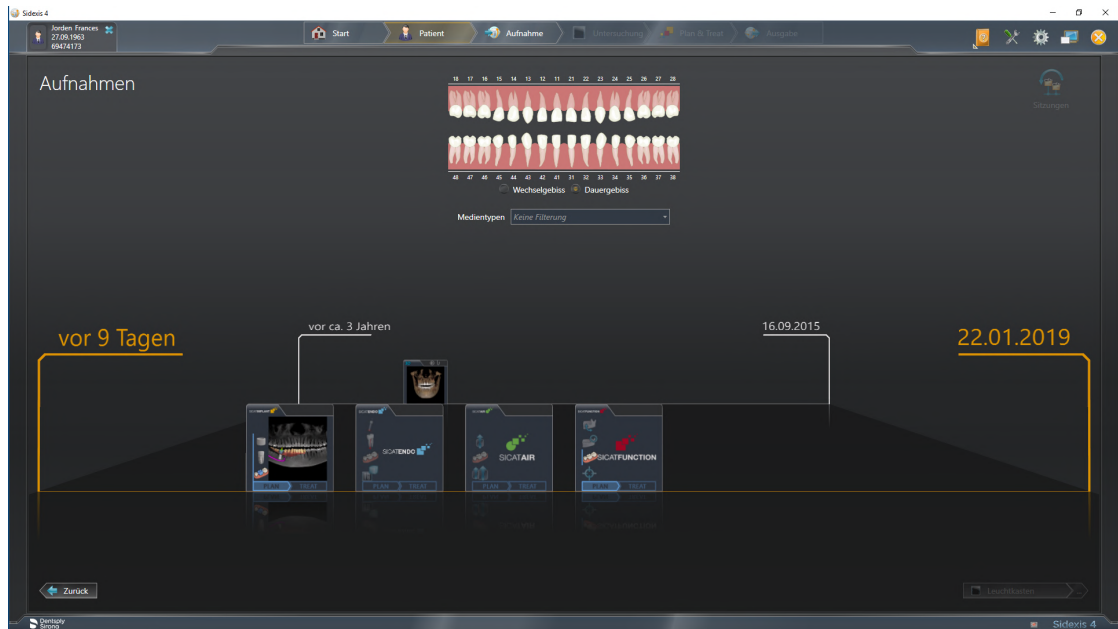 Sidexis 4
Jorden Frances
27.09.1963
69474173
Start
Patient
Aufnahme
Untersuchung
Plan & Treat
Ausgabe
Aufnahmen
Sitzungen
18 17 16 15 14 13 12 11 21 22 23 24 25 26 27 28
48 47 46 45 44 43 42 41 31 32 33 34 35 36 37 38
Wechselgebiss Dauergebiss
Medientypen Keine Filterung
vor 9 Tagen
vor ca. 3 Jahren
16.09.2015
22.01.2019
SICATENDO
SICATAIR
SICATFUNCTION
PLAN TREAT
PLAN TREAT
PLAN TREAT
PLAN TREAT
Zurück
Leuchtkasten
Dentsply
Sirona
Sidexis 4